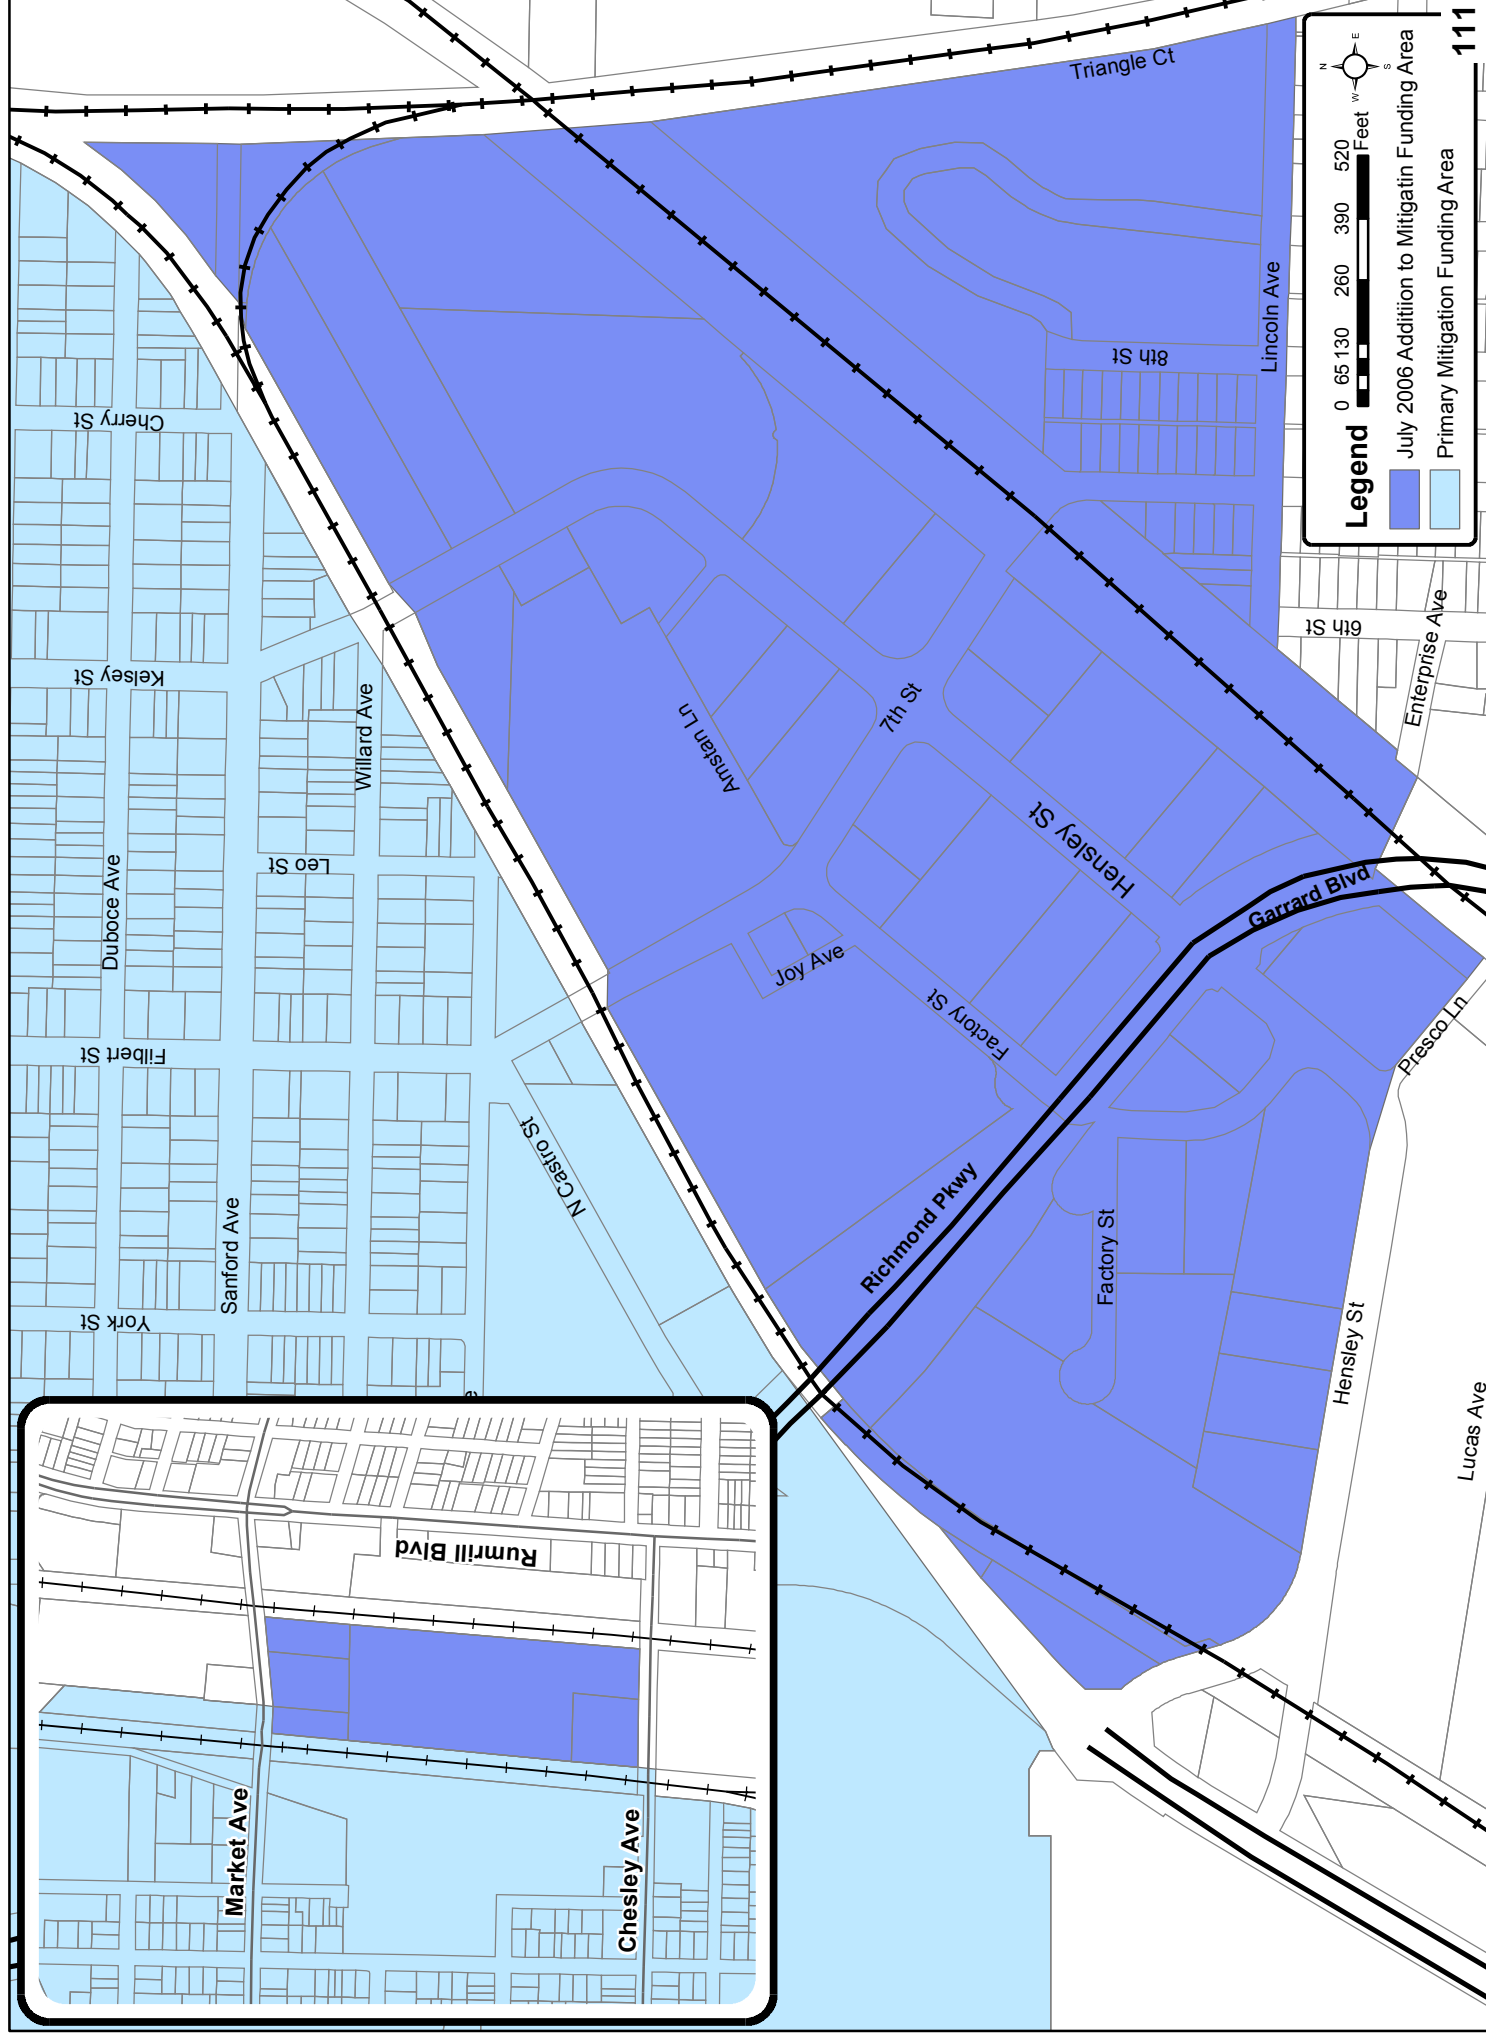 Triangle Ct
Cherry St
Lincoln Ave
8th St
Kelsey St
6th St
Enterprise Ave
Willard Ave
Amstan Ln
7th St
Leo St
Duboce Ave
Hensley St
Garrard Blvd
Joy Ave
Factory St
Filbert St
Presco Ln
N Castro St
Richmond Pkwy
Sanford Ave
York St
Factory St
Hensley St
Lucas Ave
e
Rumrill Blvd
Market Ave
Chesley Ave
Legend
0 65 130 260 390 520
Feet
N
E
S
W
July 2006 Additiion to Mitigatin Funding Area
Primary Mitigation Funding Area
111